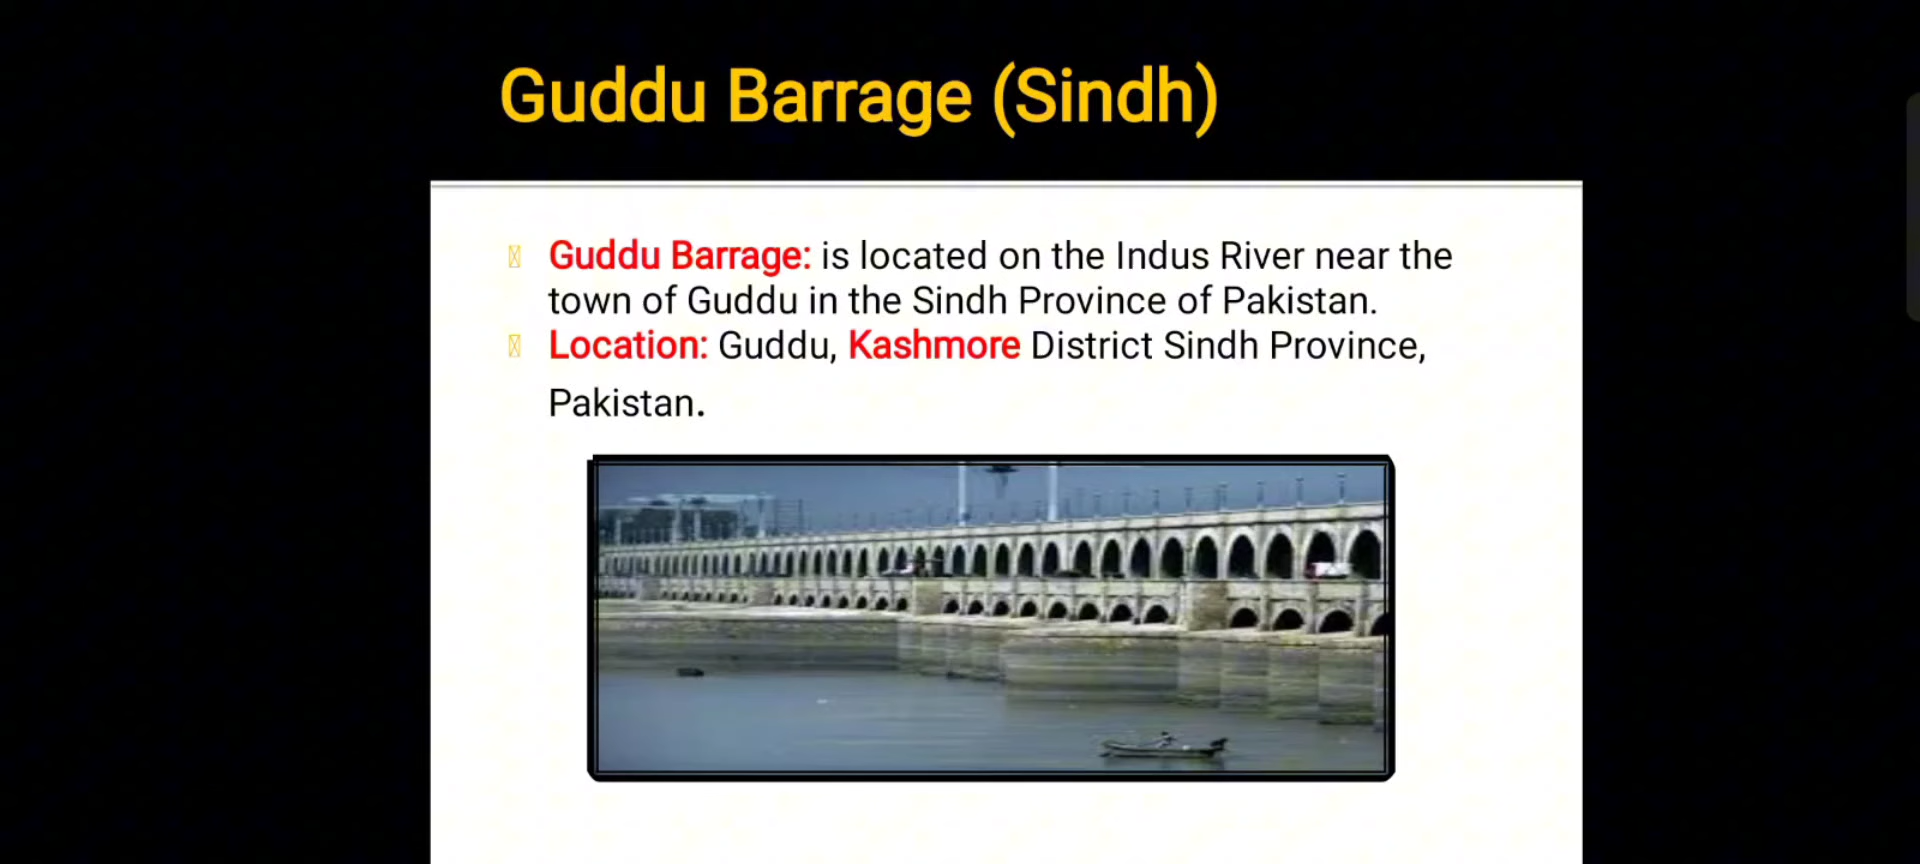 Guddu Barrage (Sindh)
Guddu Barrage: is located on the Indus River near the
town of Guddu in the Sindh Province of Pakistan.
Location: Guddu, Kashmore District Sindh Province,
Pakistan.